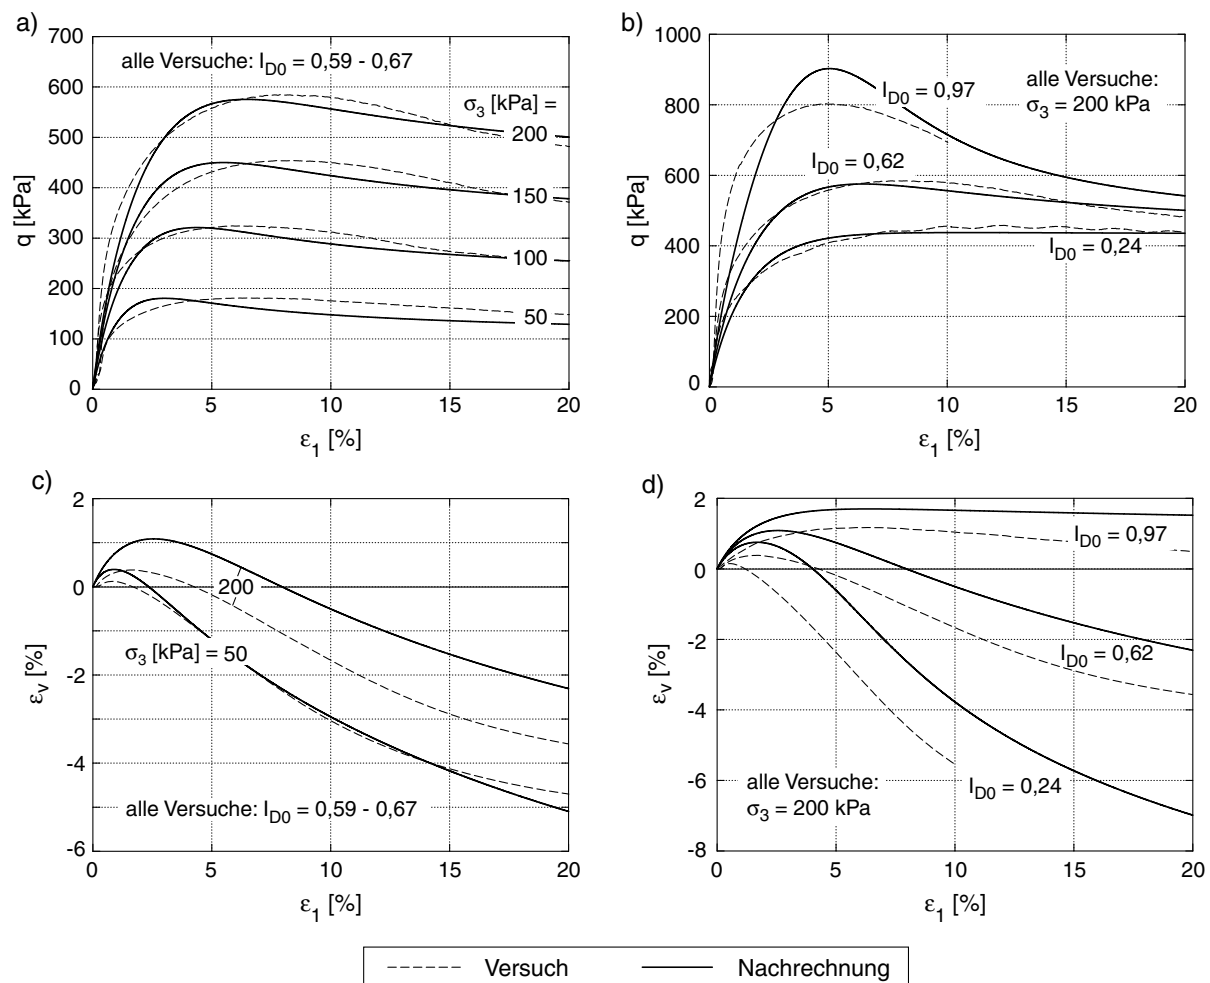 a)
700
600
500
400
300
200
100
0
q [kPa]
alle Versuche: I_D0 = 0,59 - 0,67
σ_3 [kPa] =
200
150
100
50
0
5
10
15
20
ε_1 [%]
b)
1000
800
600
400
200
0
q [kPa]
I_D0 = 0,97
alle Versuche:
σ_3 = 200 kPa
I_D0 = 0,62
I_D0 = 0,24
0
5
10
15
20
ε_1 [%]
c)
2
0
-2
-4
-6
ε_v [%]
200
σ_3 [kPa] = 50
alle Versuche: I_D0 = 0,59 - 0,67
0
5
10
15
20
ε_1 [%]
d)
2
0
-2
-4
-6
-8
ε_v [%]
I_D0 = 0,97
I_D0 = 0,62
I_D0 = 0,24
alle Versuche:
σ_3 = 200 kPa
0
5
10
15
20
ε_1 [%]
Versuch
Nachrechnung